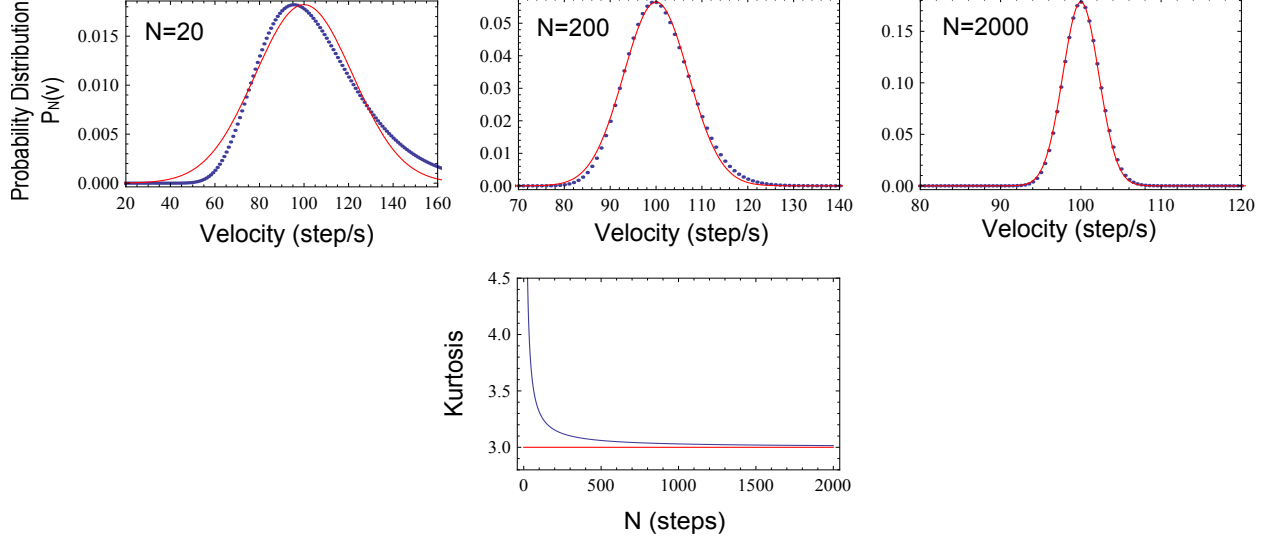 Probability Distribution
P_N(v)
N=20
0.015
0.010
0.005
0.000
20 40 60 80 100 120 140 160
Velocity (step/s)
N=200
0.05
0.04
0.03
0.02
0.01
0.00
70 80 90 100 110 120 130 140
Velocity (step/s)
N=2000
0.15
0.10
0.05
0.00
80 90 100 110 120
Velocity (step/s)
Kurtosis
4.5
4.0
3.5
3.0
0 500 1000 1500 2000
N (steps)